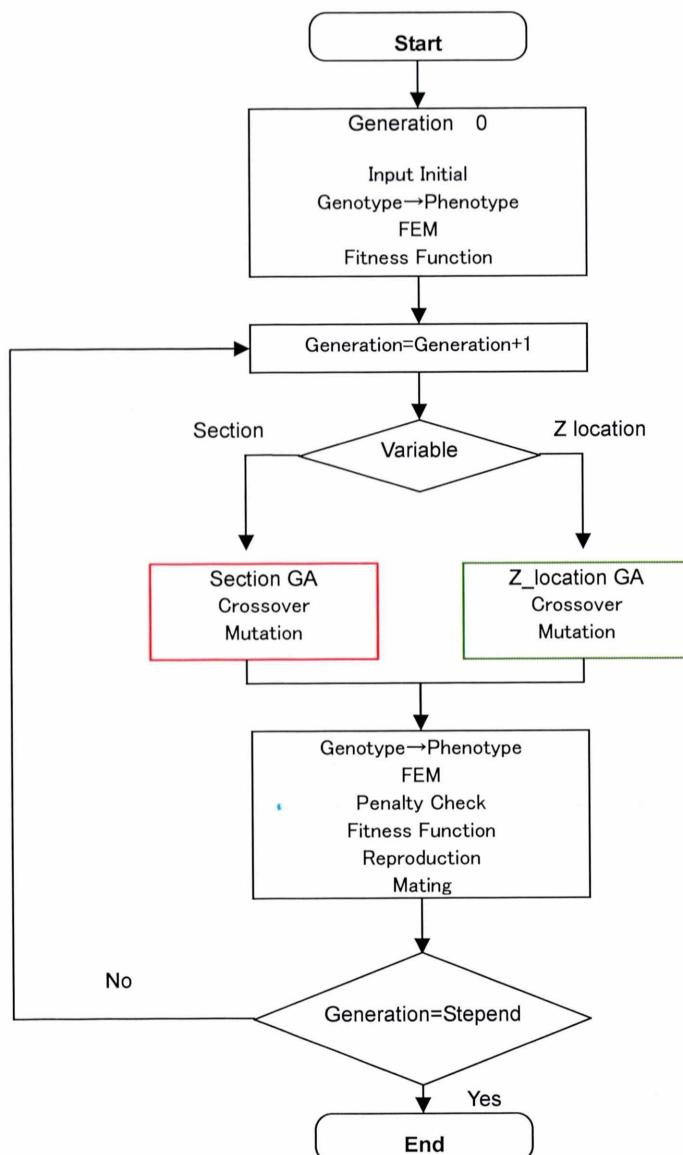 Start
Generation 0
Input Initial
Genotype→Phenotype
FEM
Fitness Function
Generation=Generation+1
Section
Variable
Z location
Section GA
Crossover
Mutation
Z_location GA
Crossover
Mutation
Genotype→Phenotype
FEM
Penalty Check
Fitness Function
Reproduction
Mating
No
Generation=Stepend
Yes
End